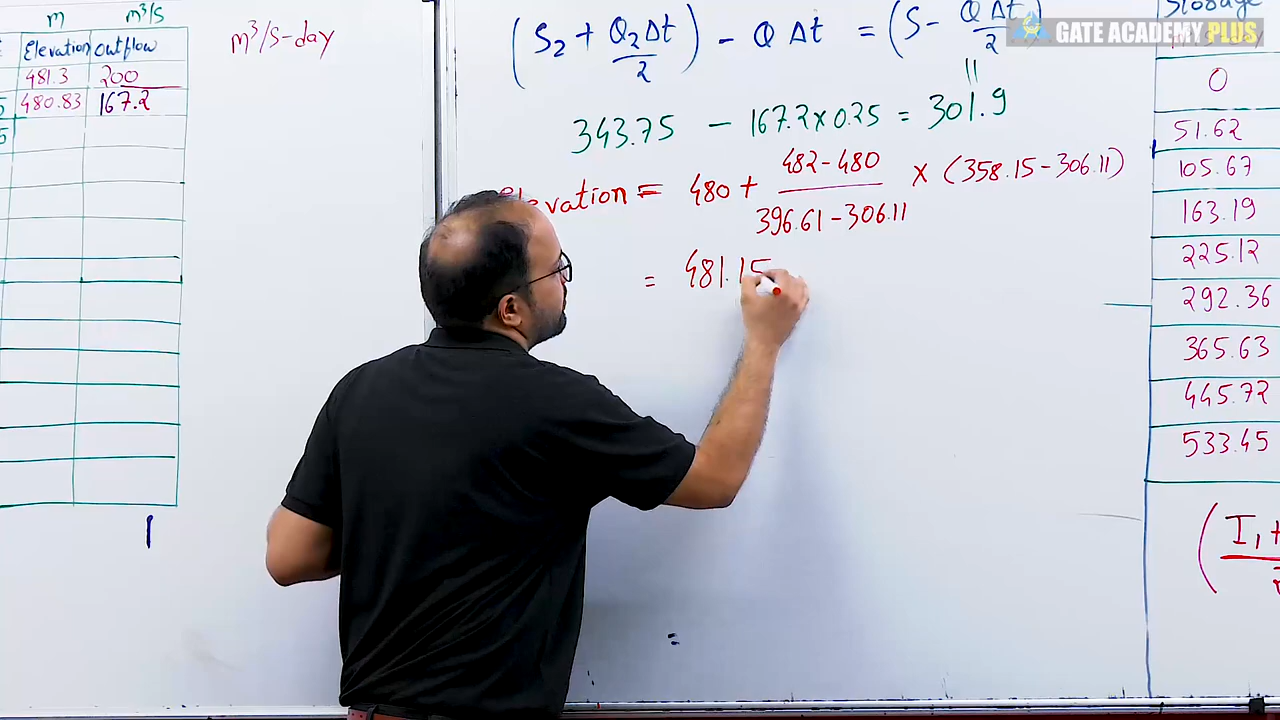 m m³/s
Elevation outflow
481.3 200
480.83 167.2
m³/s-day
(S₂ + Q₂Δt/2) - Q Δt = (S - QΔt/2)
||
343.75 - 167.2×0.25 = 301.9
Elevation = 480 + (482-480)/(396.61-306.11) × (358.15-306.11)
= 481.15
GATE ACADEMY PLUS
Storage
0
51.62
105.67
163.19
225.12
292.36
365.63
445.72
533.45
(I₁+